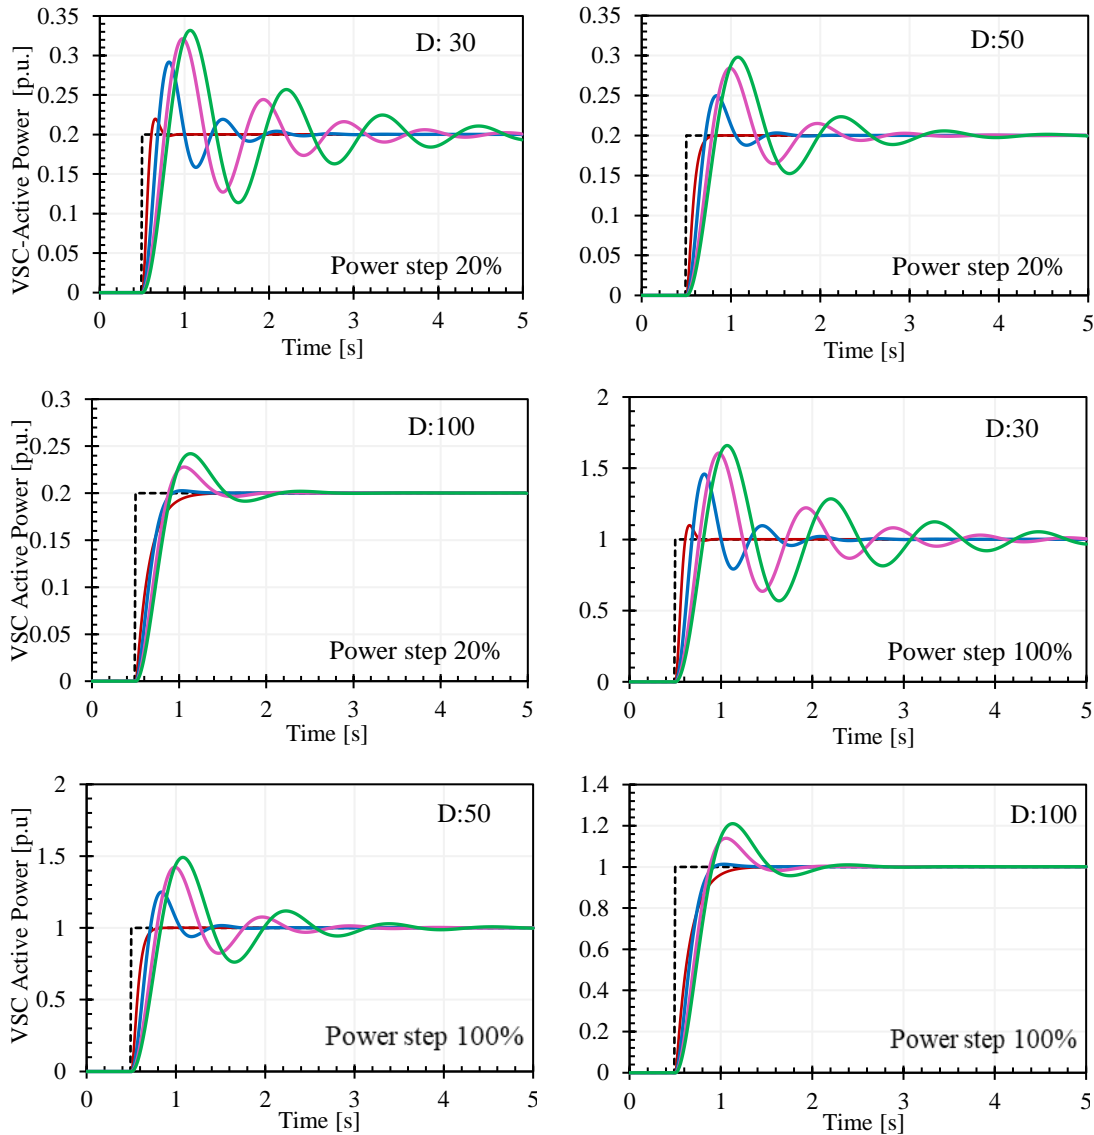 D: 30
VSC-Active Power [p.u.]
0.35
0.3
0.25
0.2
0.15
0.1
0.05
0
Power step 20%
0 1 2 3 4 5
Time [s]
D:50
0.35
0.3
0.25
0.2
0.15
0.1
0.05
0
Power step 20%
0 1 2 3 4 5
Time [s]
D:100
VSC Active Power [p.u.]
0.3
0.25
0.2
0.15
0.1
0.05
0
Power step 20%
0 1 2 3 4 5
Time [s]
D:30
2
1.5
1
0.5
0
Power step 100%
0 1 2 3 4 5
Time [s]
D:50
VSC Active Power [p.u]
2
1.5
1
0.5
0
Power step 100%
0 1 2 3 4 5
Time [s]
D:100
1.4
1.2
1
0.8
0.6
0.4
0.2
0
Power step 100%
0 1 2 3 4 5
Time [s]